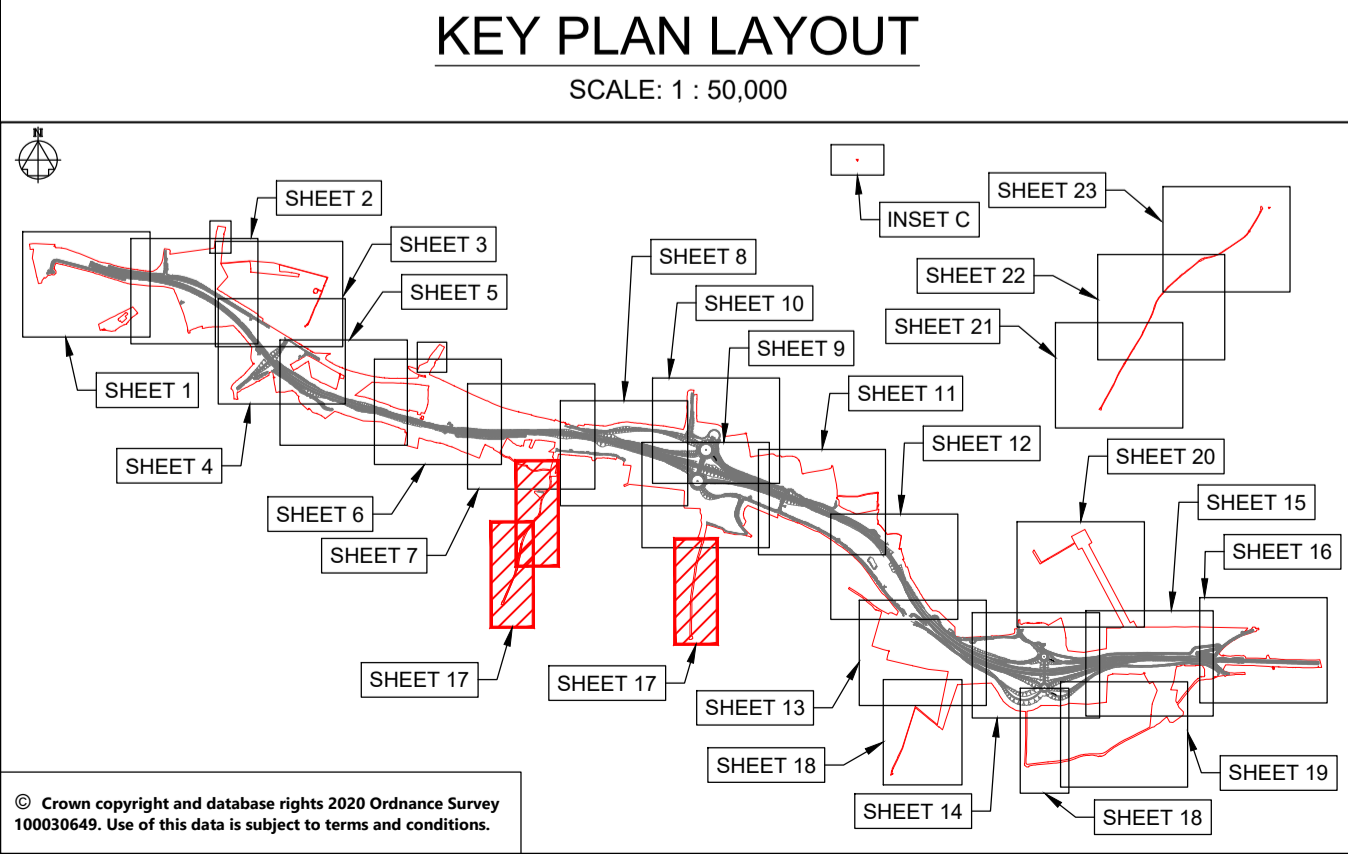 KEY PLAN LAYOUT
SCALE: 1 : 50,000
N
SHEET 2
SHEET 3
SHEET 5
SHEET 8
SHEET 10
SHEET 9
INSET C
SHEET 23
SHEET 22
SHEET 21
SHEET 1
SHEET 11
SHEET 12
SHEET 20
SHEET 15
SHEET 16
SHEET 4
SHEET 6
SHEET 7
SHEET 17
SHEET 17
SHEET 13
SHEET 18
SHEET 14
SHEET 18
SHEET 19
© Crown copyright and database rights 2020 Ordnance Survey
100030649. Use of this data is subject to terms and conditions.